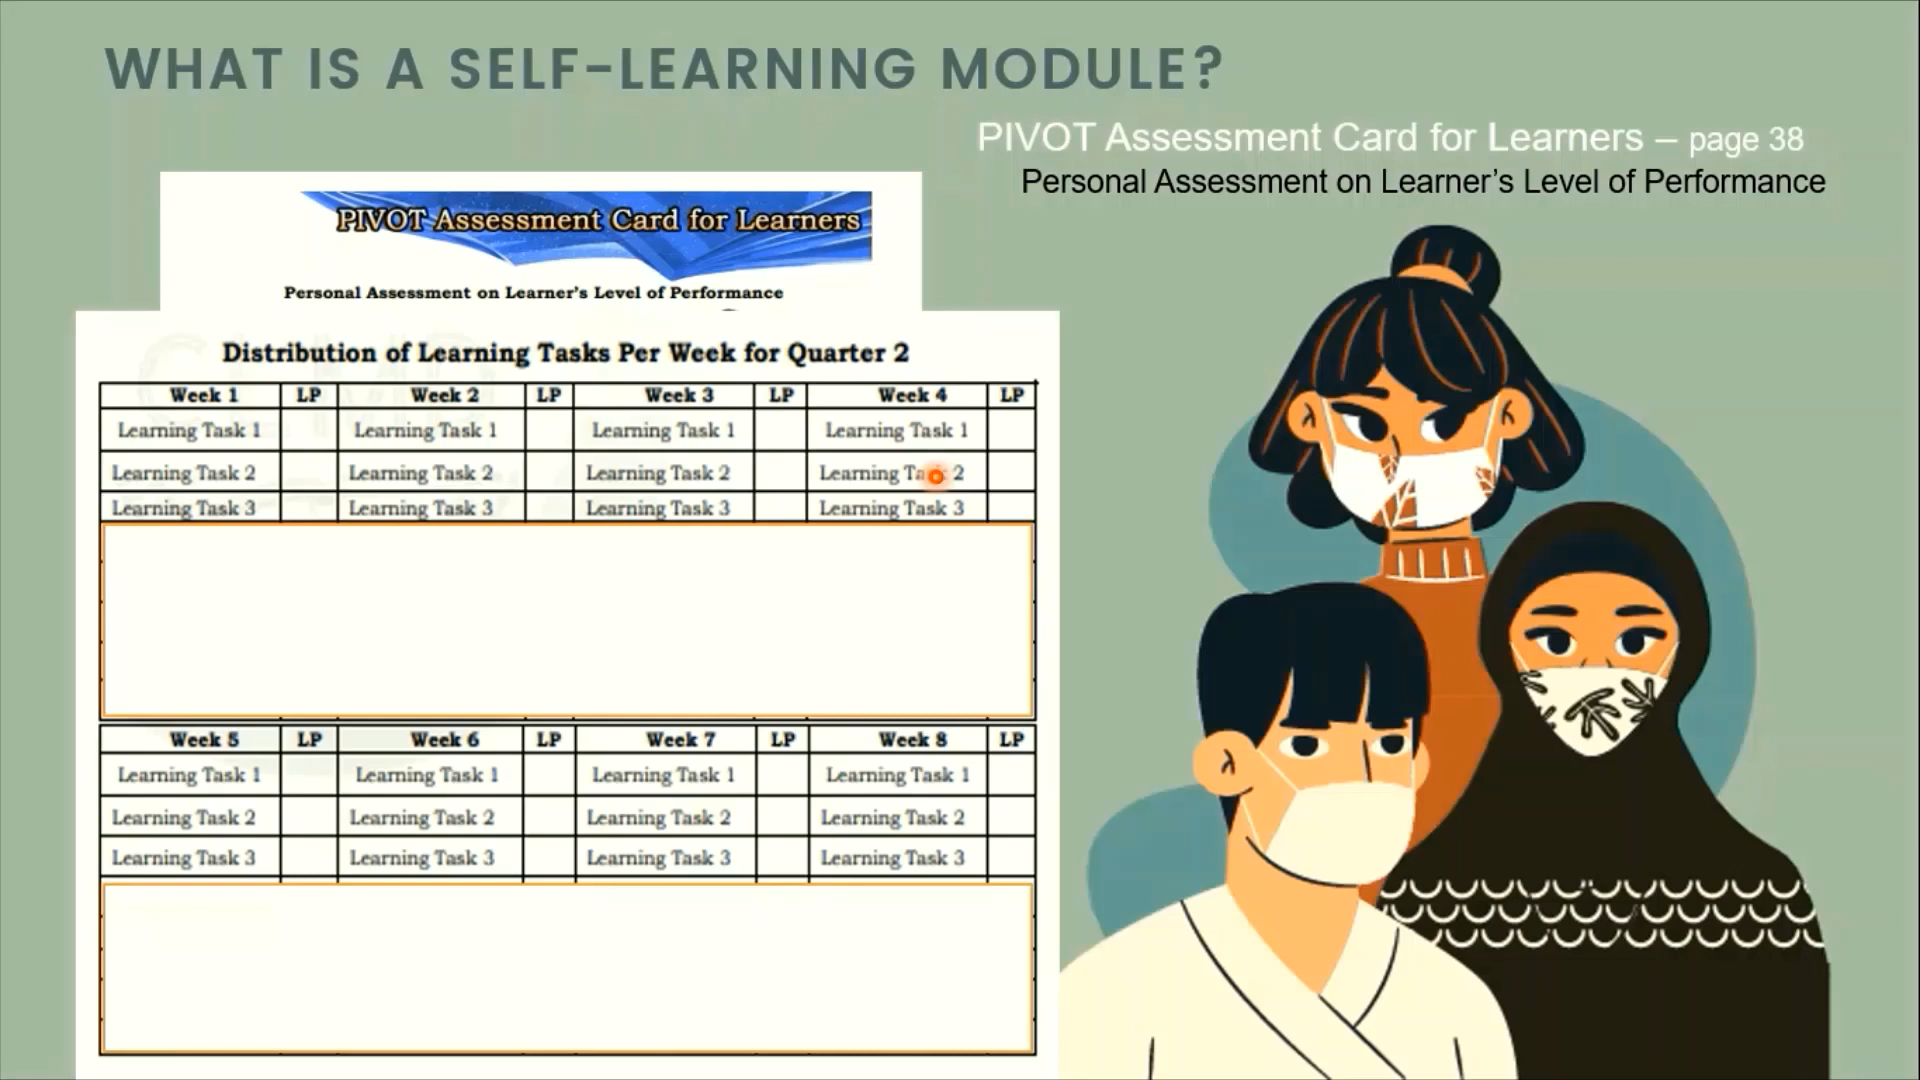 WHAT IS A SELF-LEARNING MODULE?
PIVOT Assessment Card for Learners – page 38
Personal Assessment on Learner's Level of Performance
PIVOT Assessment Card for Learners
Personal Assessment on Learner's Level of Performance
Distribution of Learning Tasks Per Week for Quarter 2
Week 1 LP Week 2 LP Week 3 LP Week 4 LP
Learning Task 1 Learning Task 1 Learning Task 1 Learning Task 1
Learning Task 2 Learning Task 2 Learning Task 2 Learning Task 2
Learning Task 3 Learning Task 3 Learning Task 3 Learning Task 3
Week 5 LP Week 6 LP Week 7 LP Week 8 LP
Learning Task 1 Learning Task 1 Learning Task 1 Learning Task 1
Learning Task 2 Learning Task 2 Learning Task 2 Learning Task 2
Learning Task 3 Learning Task 3 Learning Task 3 Learning Task 3